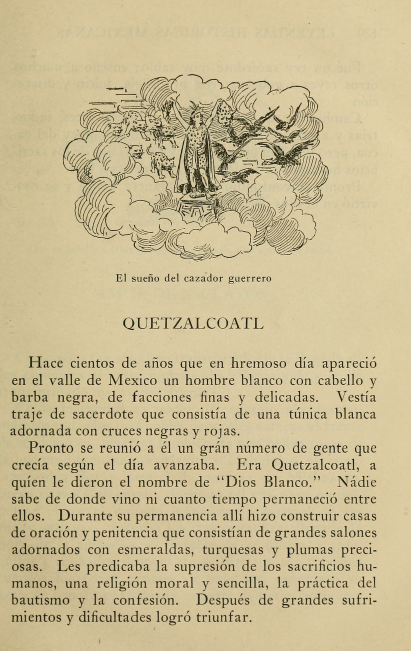 El sueño del cazador guerrero
QUETZALCOATL
Hace cientos de años que en hremoso día apareció
en el valle de Mexico un hombre blanco con cabello y
barba negra, de facciones finas y delicadas. Vestía
traje de sacerdote que consistía de una túnica blanca
adornada con cruces negras y rojas.
Pronto se reunió a él un grán número de gente que
crecía según el día avanzaba. Era Quetzalcoatl, a
quíen le dieron el nombre de "Dios Blanco." Nádie
sabe de donde vino ni cuanto tiempo permaneció entre
ellos. Durante su permanencia allí hizo construir casas
de oración y penitencia que consistían de grandes salones
adornados con esmeraldas, turquesas y plumas preci-
osas. Les predicaba la supresión de los sacrificios hu-
manos, una religión moral y sencilla, la práctica del
bautismo y la confesión. Después de grandes sufri-
mientos y dificultades logró triunfar.